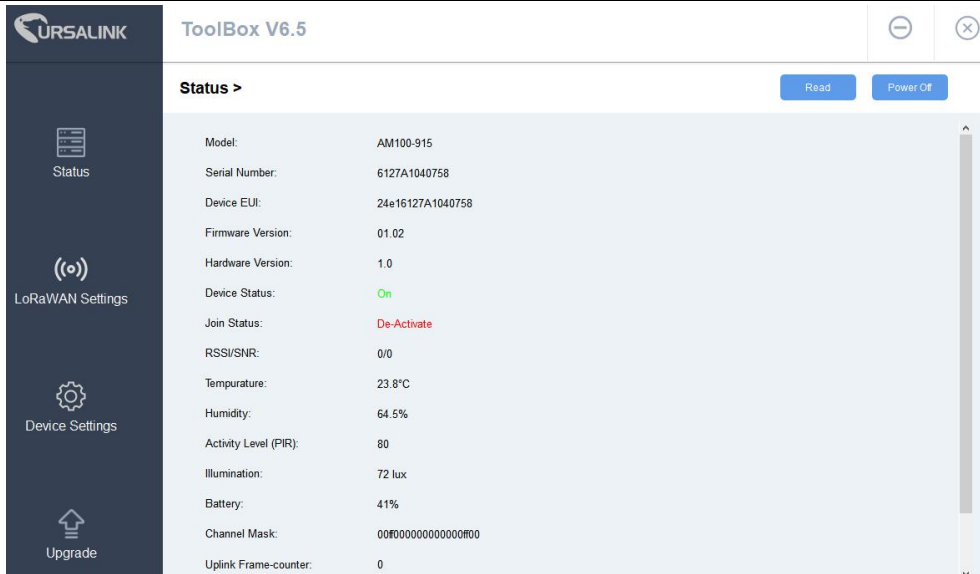 URSALINK
ToolBox V6.5
Status >
Read
Power Off
Status
LoRaWAN Settings
Device Settings
Upgrade
Model: AM100-915
Serial Number: 6127A1040758
Device EUI: 24e16127A1040758
Firmware Version: 01.02
Hardware Version: 1.0
Device Status: On
Join Status: De-Activate
RSSI/SNR: 0/0
Tempurature: 23.8°C
Humidity: 64.5%
Activity Level (PIR): 80
Illumination: 72 lux
Battery: 41%
Channel Mask: 00ff000000000000ff00
Uplink Frame-counter: 0